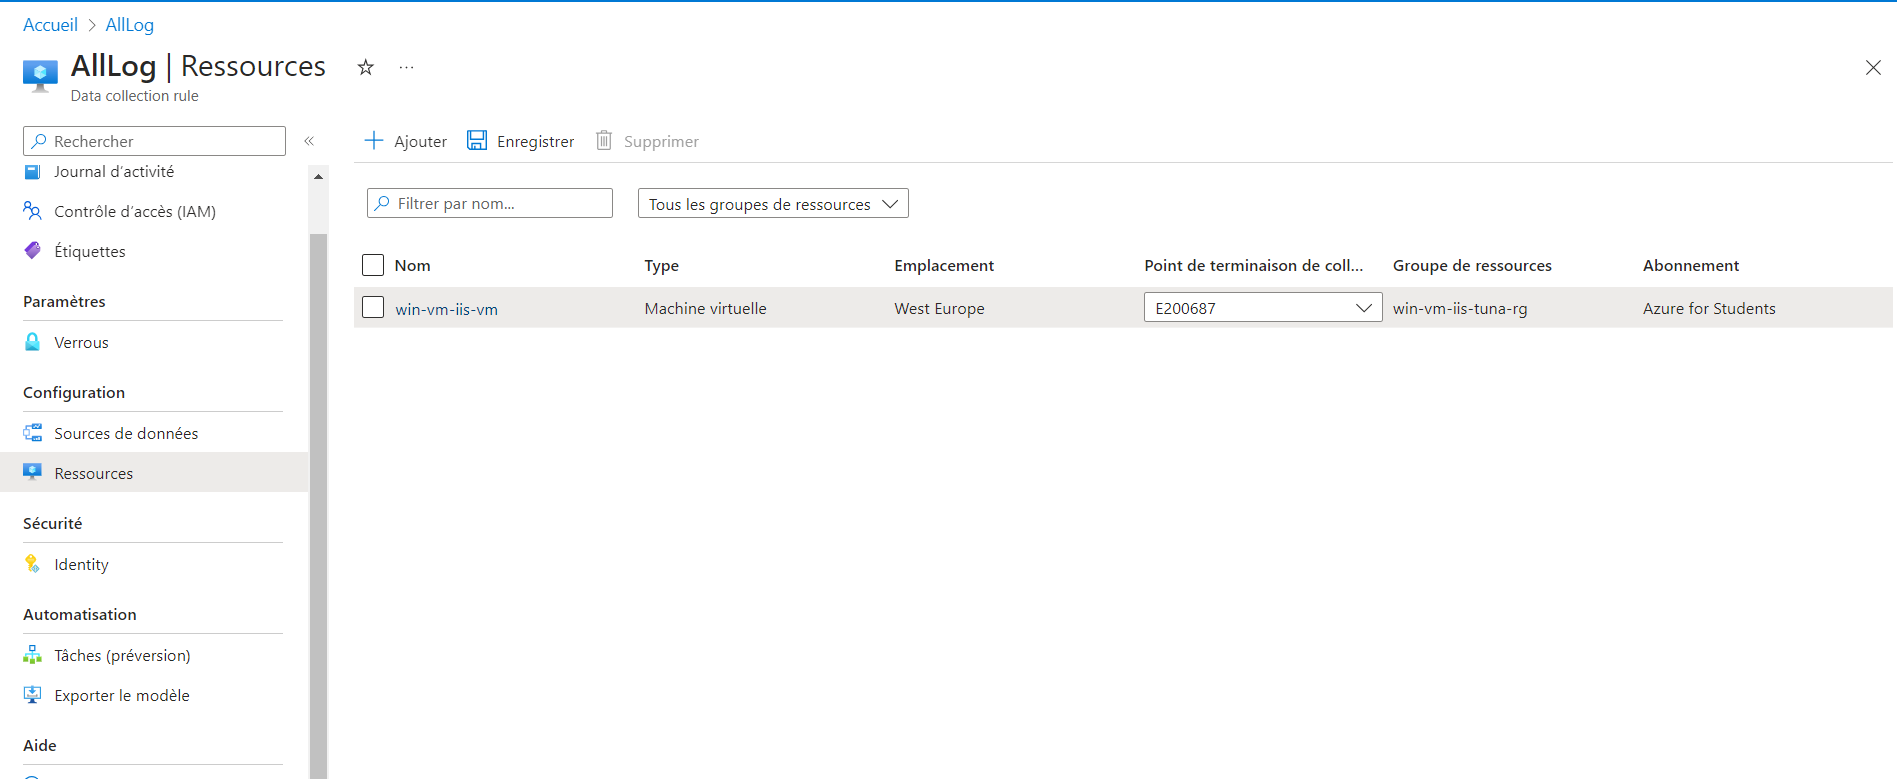 Accueil > AllLog
AllLog | Ressources
Data collection rule
Rechercher
Journal d'activité
Contrôle d'accès (IAM)
Étiquettes
Paramètres
Verrous
Configuration
Sources de données
Ressources
Sécurité
Identity
Automatisation
Tâches (préversion)
Exporter le modèle
Aide
Ajouter Enregistrer Supprimer
Filtrer par nom... Tous les groupes de ressources
Nom Type Emplacement Point de terminaison de coll... Groupe de ressources Abonnement
win-vm-iis-vm Machine virtuelle West Europe E200687 win-vm-iis-tuna-rg Azure for Students